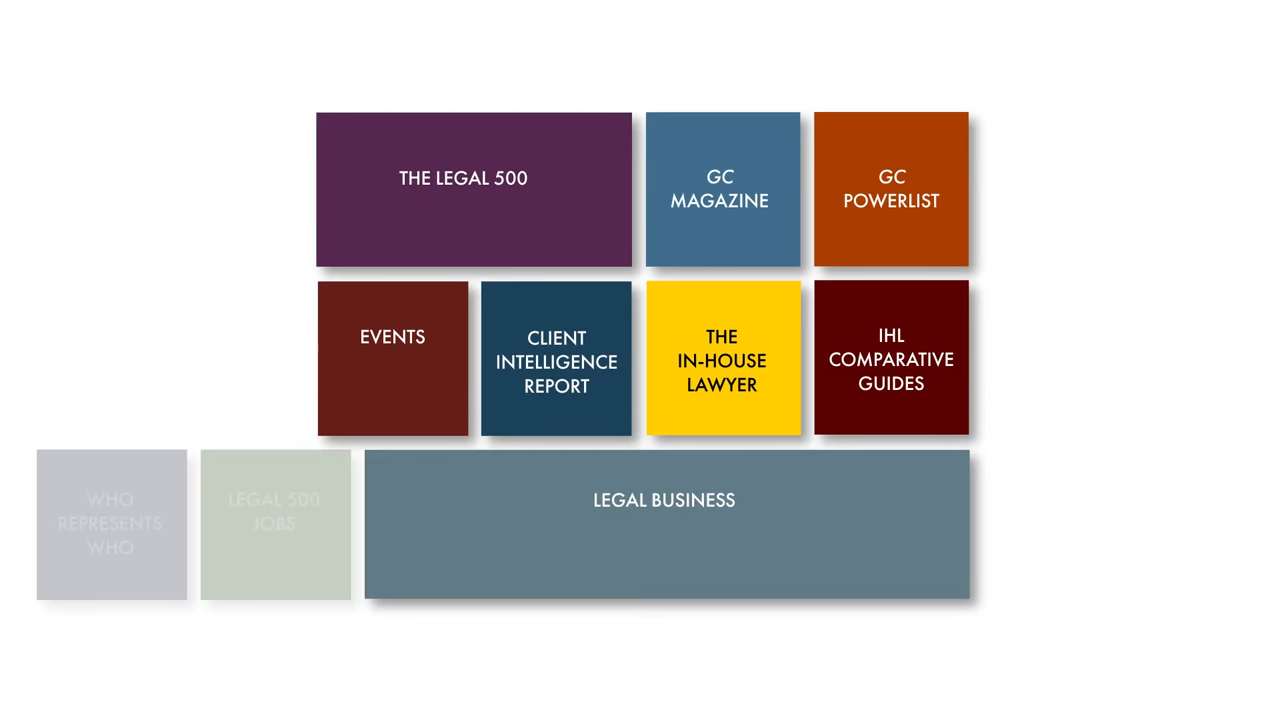 THE LEGAL 500
GC
MAGAZINE
GC
POWERLIST
EVENTS
CLIENT
INTELLIGENCE
REPORT
THE
IN-HOUSE
LAWYER
IHL
COMPARATIVE
GUIDES
WHO
REPRESENTS
WHO
LEGAL 500
JOBS
LEGAL BUSINESS